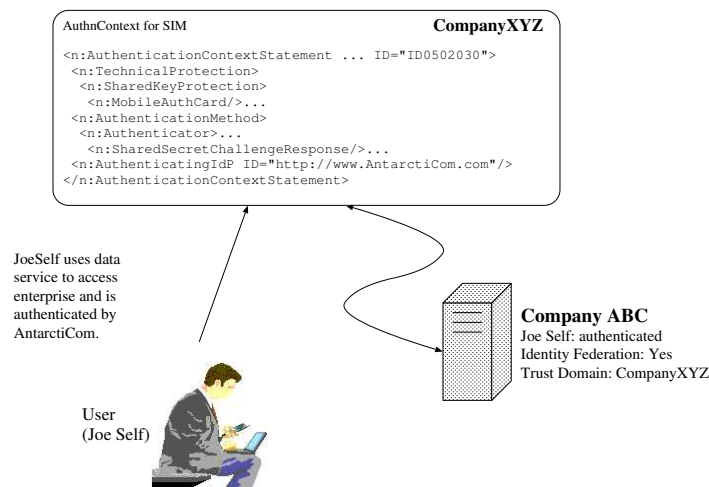 AuthnContext for SIM CompanyXYZ
<n:AuthenticationContextStatement ... ID="ID0502030">
<n:TechnicalProtection>
<n:SharedKeyProtection>
<n:MobileAuthCard/>...
<n:AuthenticationMethod>
<n:Authenticator>...
<n:SharedSecretChallengeResponse/>...
<n:AuthenticatingIdP ID="http://www.AntarctiCom.com"/>
</n:AuthenticationContextStatement>
JoeSelf uses data
service to access
enterprise and is
authenticated by
AntarctiCom.
Company ABC
Joe Self: authenticated
Identity Federation: Yes
Trust Domain: CompanyXYZ
User
(Joe Self)